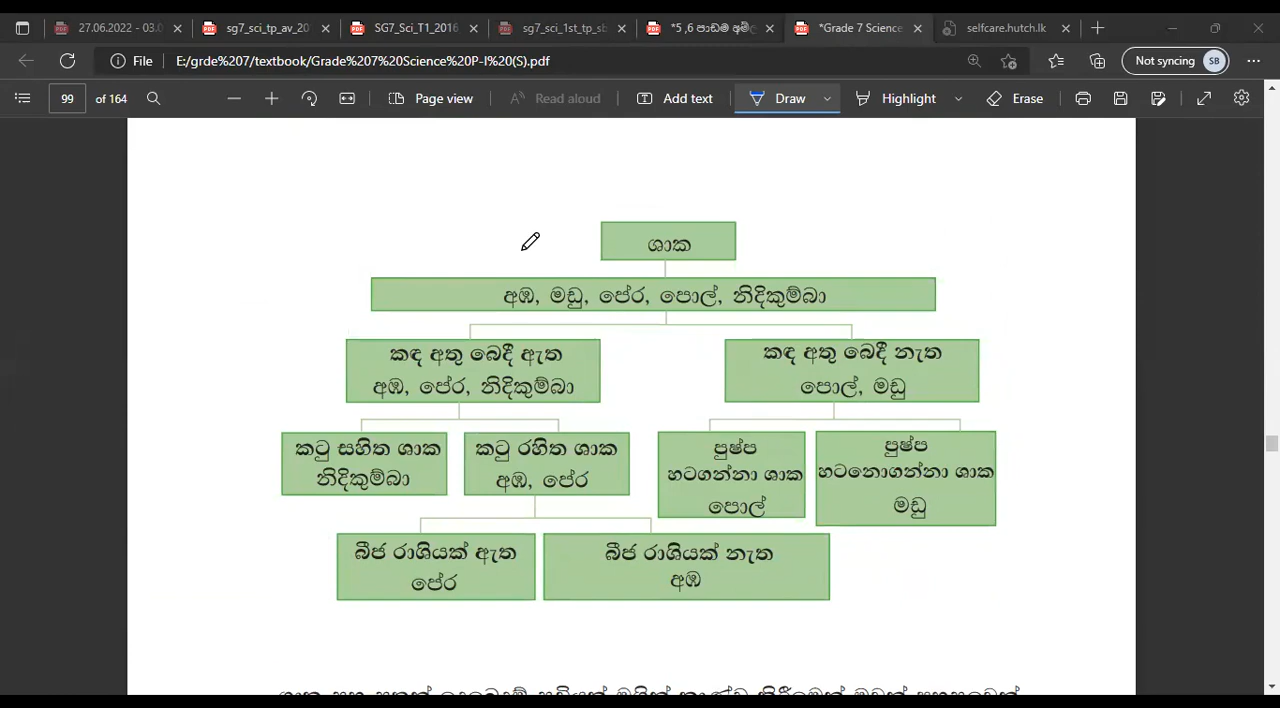 27.06.2022 - 03.0
sg7_sci_tp_av_20
SG7_Sci_T1_2016
sg7_sci_1st_tp_sb
*5 ,6 පාඩම
*Grade 7 Science
selfcare.hutch.lk
File
E:/grde%207/textbook/Grade%207%20Science%20P-I%20(S).pdf
Not syncing
SB
99 of 164
Page view
Read aloud
Add text
Draw
Highlight
Erase
ශාක
අඹ, මඩු, පේර, පොල්, නිදිකුම්බා
කඳ අතු බෙදී ඇත
අඹ, පේර, නිදිකුම්බා
කඳ අතු බෙදී නැත
පොල්, මඩු
කටු සහිත ශාක
නිදිකුම්බා
කටු රහිත ශාක
අඹ, පේර
පුෂ්ප
හටගන්නා ශාක
පොල්
පුෂ්ප
හටනොගන්නා ශාක
මඩු
බීජ රාශියක් ඇත
පේර
බීජ රාශියක් නැත
අඹ